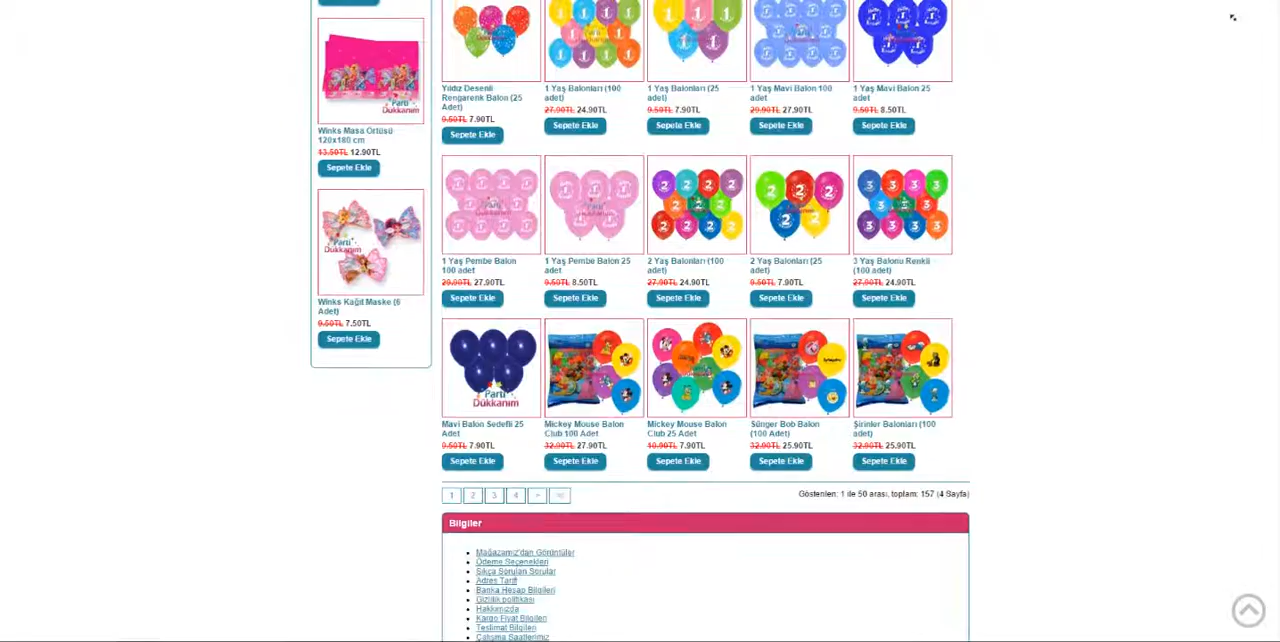 Winks Masa Örtüsü
120x180 cm
13.50TL 12.90TL
Sepete Ekle
Winks Kağıt Maske (6
Adet)
9.50TL 7.50TL
Sepete Ekle
Yıldız Desenli
Rengarenk Balon (25
Adet)
9.50TL 7.90TL
Sepete Ekle
1 Yaş Balonları (100
adet)
27.90TL 24.90TL
Sepete Ekle
1 Yaş Balonları (25
adet)
9.50TL 7.90TL
Sepete Ekle
1 Yaş Mavi Balon 100
adet
29.90TL 27.90TL
Sepete Ekle
1 Yaş Mavi Balon 25
adet
9.50TL 8.50TL
Sepete Ekle
1 Yaş Pembe Balon
100 adet
29.90TL 27.90TL
Sepete Ekle
1 Yaş Pembe Balon 25
adet
9.50TL 8.50TL
Sepete Ekle
2 Yaş Balonları (100
adet)
27.90TL 24.90TL
Sepete Ekle
2 Yaş Balonları (25
adet)
9.50TL 7.90TL
Sepete Ekle
3 Yaş Balonu Renkli
(100 adet)
27.90TL 24.90TL
Sepete Ekle
Parti
Dükkanım
Mavi Balon Sedefli 25
Adet
9.50TL 7.90TL
Sepete Ekle
Mickey Mouse Balon
Club 100 Adet
32.90TL 27.90TL
Sepete Ekle
Mickey Mouse Balon
Club 25 Adet
10.90TL 7.90TL
Sepete Ekle
Sünger Bob Balon
(100 Adet)
32.90TL 25.90TL
Sepete Ekle
Şirinler Balonları (100
adet)
32.90TL 25.90TL
Sepete Ekle
1 2 3 4 > >|
Gösterilen: 1 ile 50 arası, toplam: 157 (4 Sayfa)
Bilgiler
Mağazamız'dan Görüntüler
Ödeme Seçenekleri
Sıkça Sorulan Sorular
Adres Tarifi
Banka Hesap Bilgileri
Gizlilik politikası
Hakkımızda
Kargo Fiyat Bilgileri
Teslimat Bilgileri
Çalışma Saatlerimiz